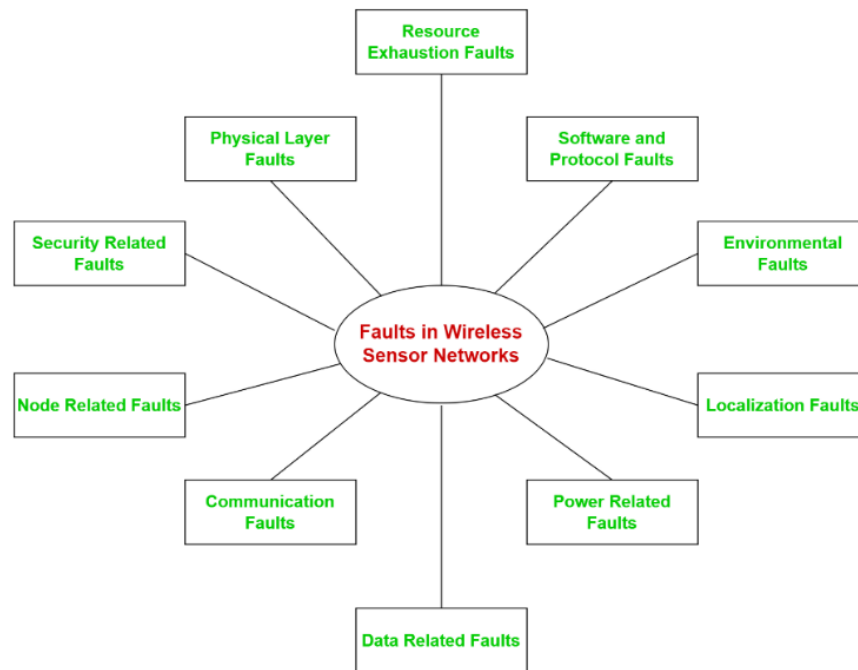 Resource
Exhaustion Faults
Physical Layer
Faults
Software and
Protocol Faults
Security Related
Faults
Environmental
Faults
Faults in Wireless
Sensor Networks
Node Related Faults
Localization Faults
Communication
Faults
Power Related
Faults
Data Related Faults